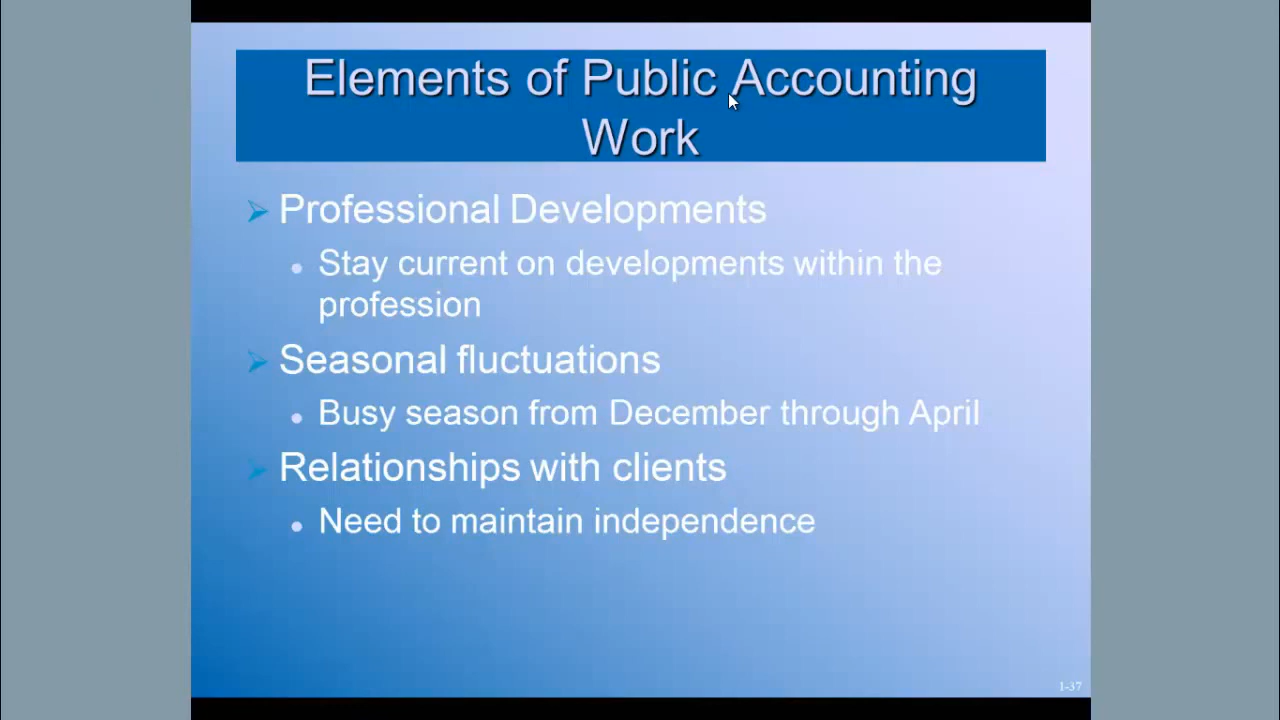 Elements of Public Accounting
Work
Professional Developments
Stay current on developments within the
profession
Seasonal fluctuations
Busy season from December through April
Relationships with clients
Need to maintain independence
1-37